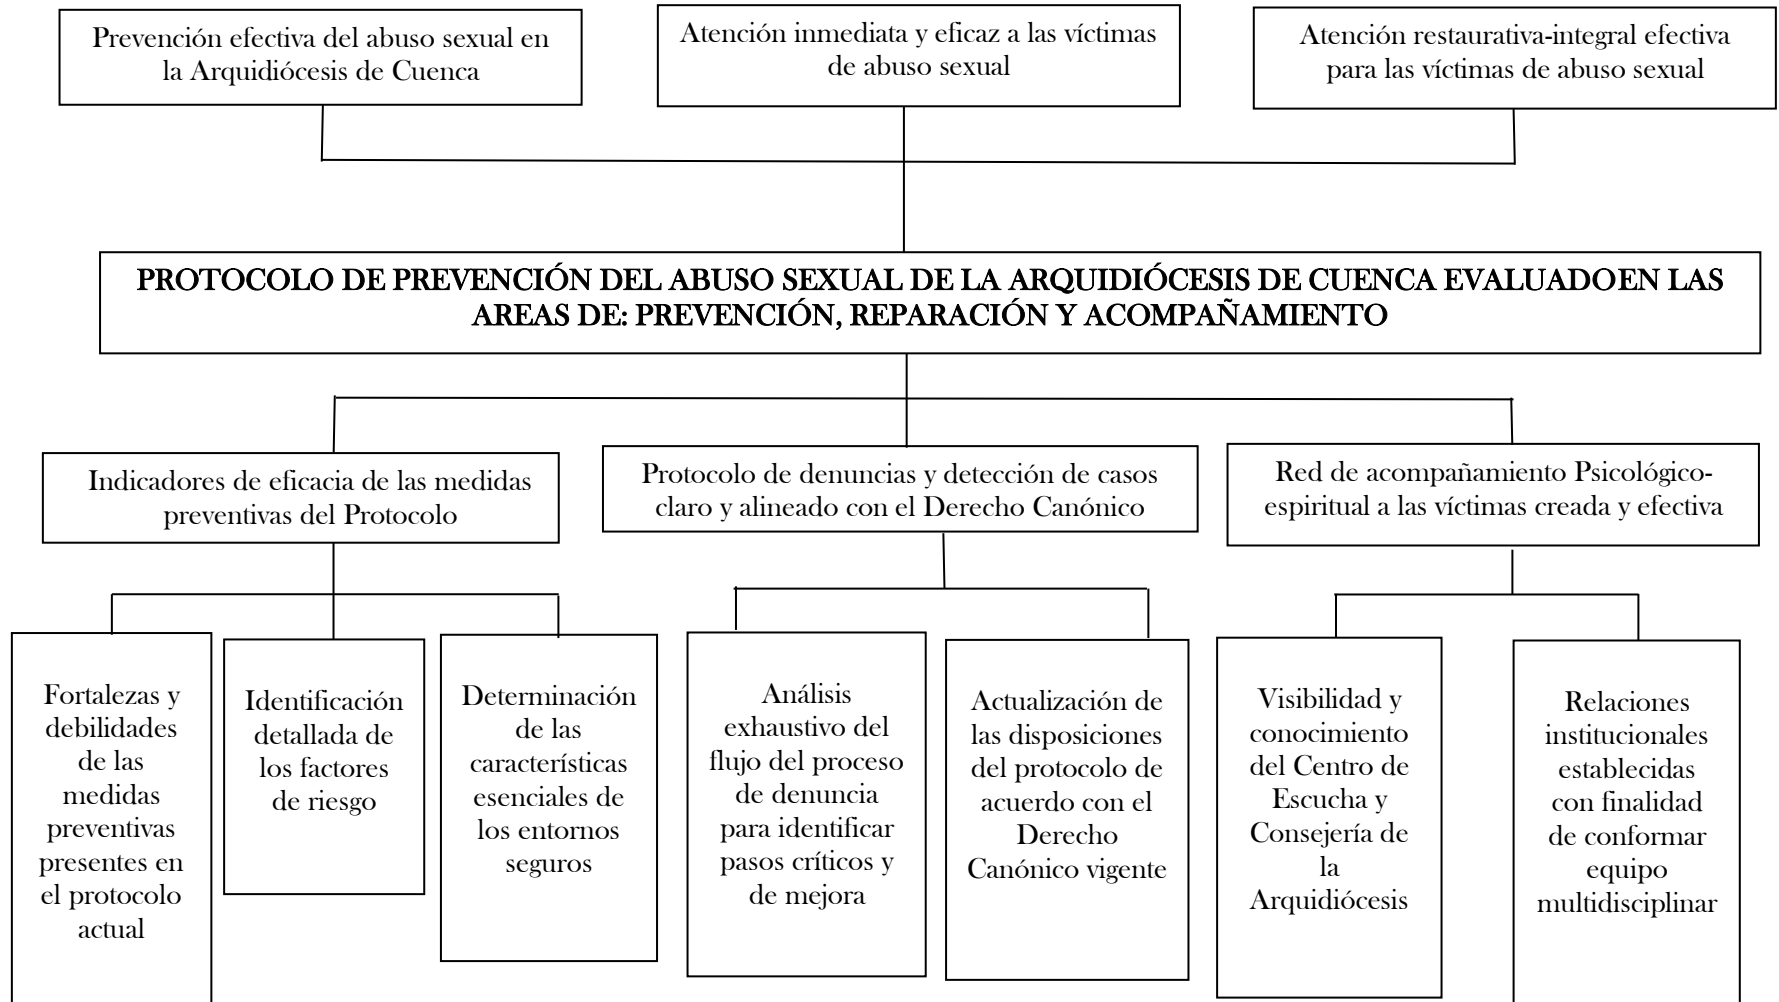 Prevención efectiva del abuso sexual en
la Arquidiócesis de Cuenca
Atención inmediata y eficaz a las víctimas
de abuso sexual
Atención restaurativa-integral efectiva
para las víctimas de abuso sexual
PROTOCOLO DE PREVENCIÓN DEL ABUSO SEXUAL DE LA ARQUIDIÓCESIS DE CUENCA EVALUADO EN LAS
AREAS DE: PREVENCIÓN, REPARACIÓN Y ACOMPAÑAMIENTO
Indicadores de eficacia de las medidas
preventivas del Protocolo
Protocolo de denuncias y detección de casos
claro y alineado con el Derecho Canónico
Red de acompañamiento Psicológico-
espiritual a las víctimas creada y efectiva
Fortalezas y
debilidades
de las
medidas
preventivas
presentes en
el protocolo
actual
Identificación
detallada de
los factores
de riesgo
Determinación
de las
características
esenciales de
los entornos
seguros
Análisis
exhaustivo del
flujo del proceso
de denuncia
para identificar
pasos críticos y
de mejora
Actualización de
las disposiciones
del protocolo de
acuerdo con el
Derecho
Canónico vigente
Visibilidad y
conocimiento
del Centro de
Escucha y
Consejería de
la
Arquidiócesis
Relaciones
institucionales
establecidas
con finalidad
de conformar
equipo
multidisciplinar